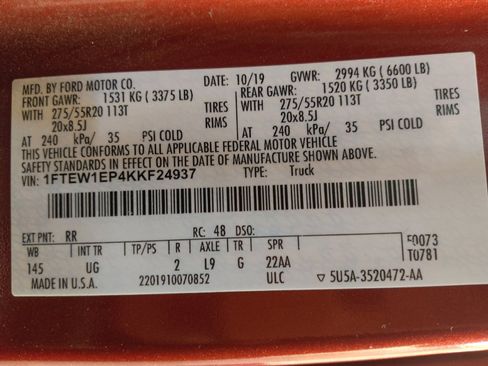 MFD. BY FORD MOTOR CO.
DATE: 10/19 GVWR: 2994 KG ( 6600 LB)
FRONT GAWR: 1531 KG ( 3375 LB)
REAR GAWR: 1520 KG ( 3350 LB)
WITH 275/55R20 113T TIRES
WITH 275/55R20 113T TIRES
20x8.5J RIMS
20x8.5J RIMS
AT 240 kPa/ 35 PSI COLD
AT 240 kPa/ 35 PSI COLD
THIS VEHICLE CONFORMS TO ALL APPLICABLE FEDERAL MOTOR VEHICLE
SAFETY STANDARDS IN EFFECT ON THE DATE OF MANUFACTURE SHOWN ABOVE.
VIN: 1FTEW1EP4KKF24937 TYPE: Truck
EXT PNT: RR RC: 48 DSO:
WB INT TR TP/PS R AXLE TR SPR
145 UG 2 L9 G 22AA
F0073
T0781
MADE IN U.S.A. 2201910070852 ULC ▽ 5U5A-3520472-AA